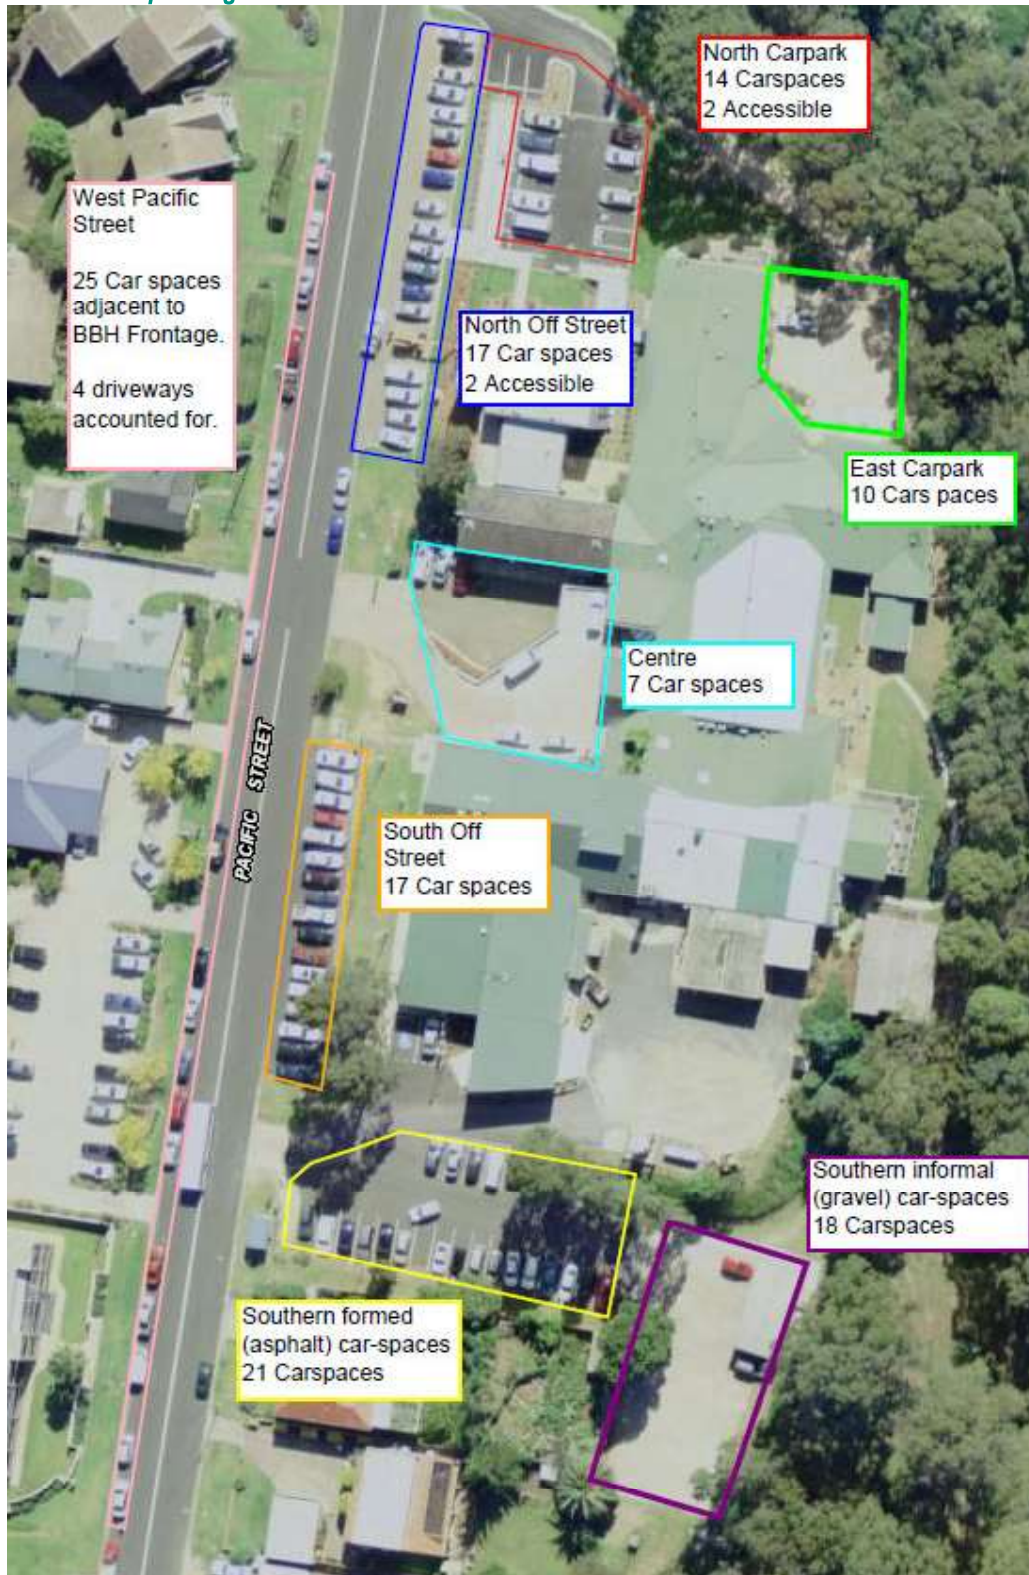 North Carpark
14 Carspaces
2 Accessible
West Pacific
Street
25 Car spaces
adjacent to
BBH Frontage.
4 driveways
accounted for.
North Off Street
17 Car spaces
2 Accessible
East Carpark
10 Cars paces
Centre
7 Car spaces
PACIFIC STREET
South Off
Street
17 Car spaces
Southern informal
(gravel) car-spaces
18 Carspaces
Southern formed
(asphalt) car-spaces
21 Carspaces